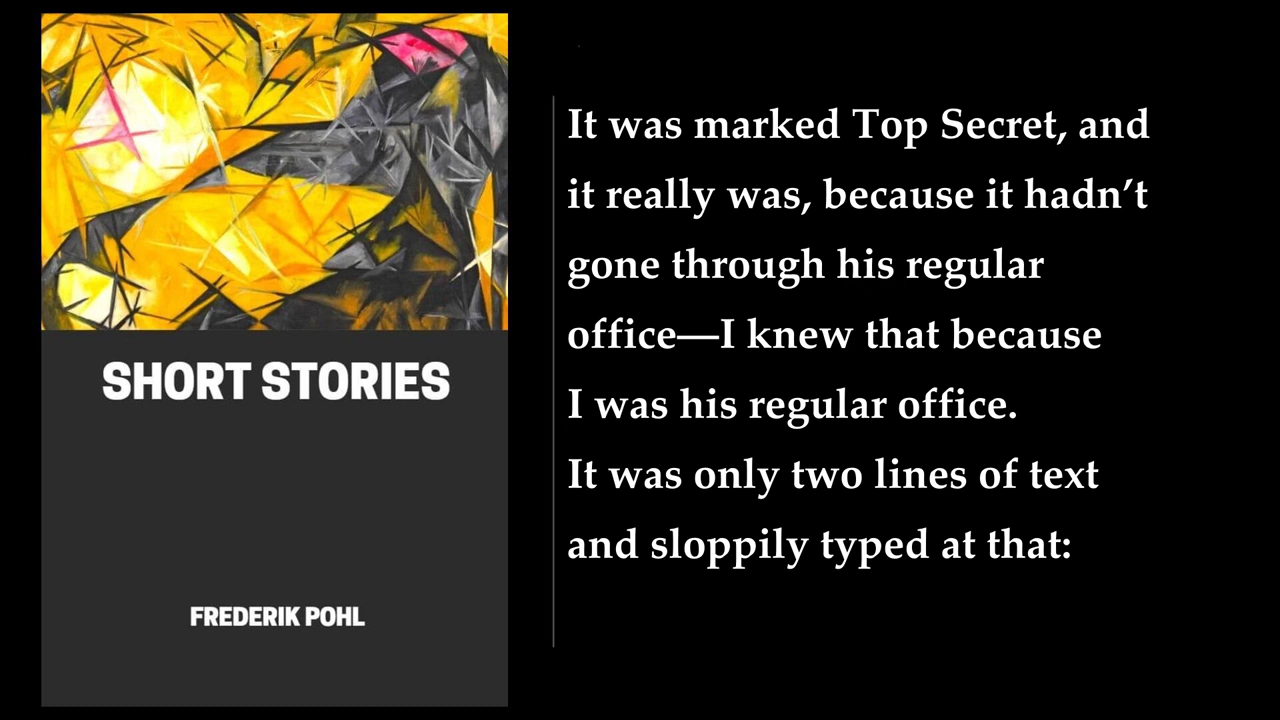 SHORT STORIES
FREDERIK POHL
It was marked Top Secret, and
it really was, because it hadn’t
gone through his regular
office—I knew that because
I was his regular office.
It was only two lines of text
and sloppily typed at that: